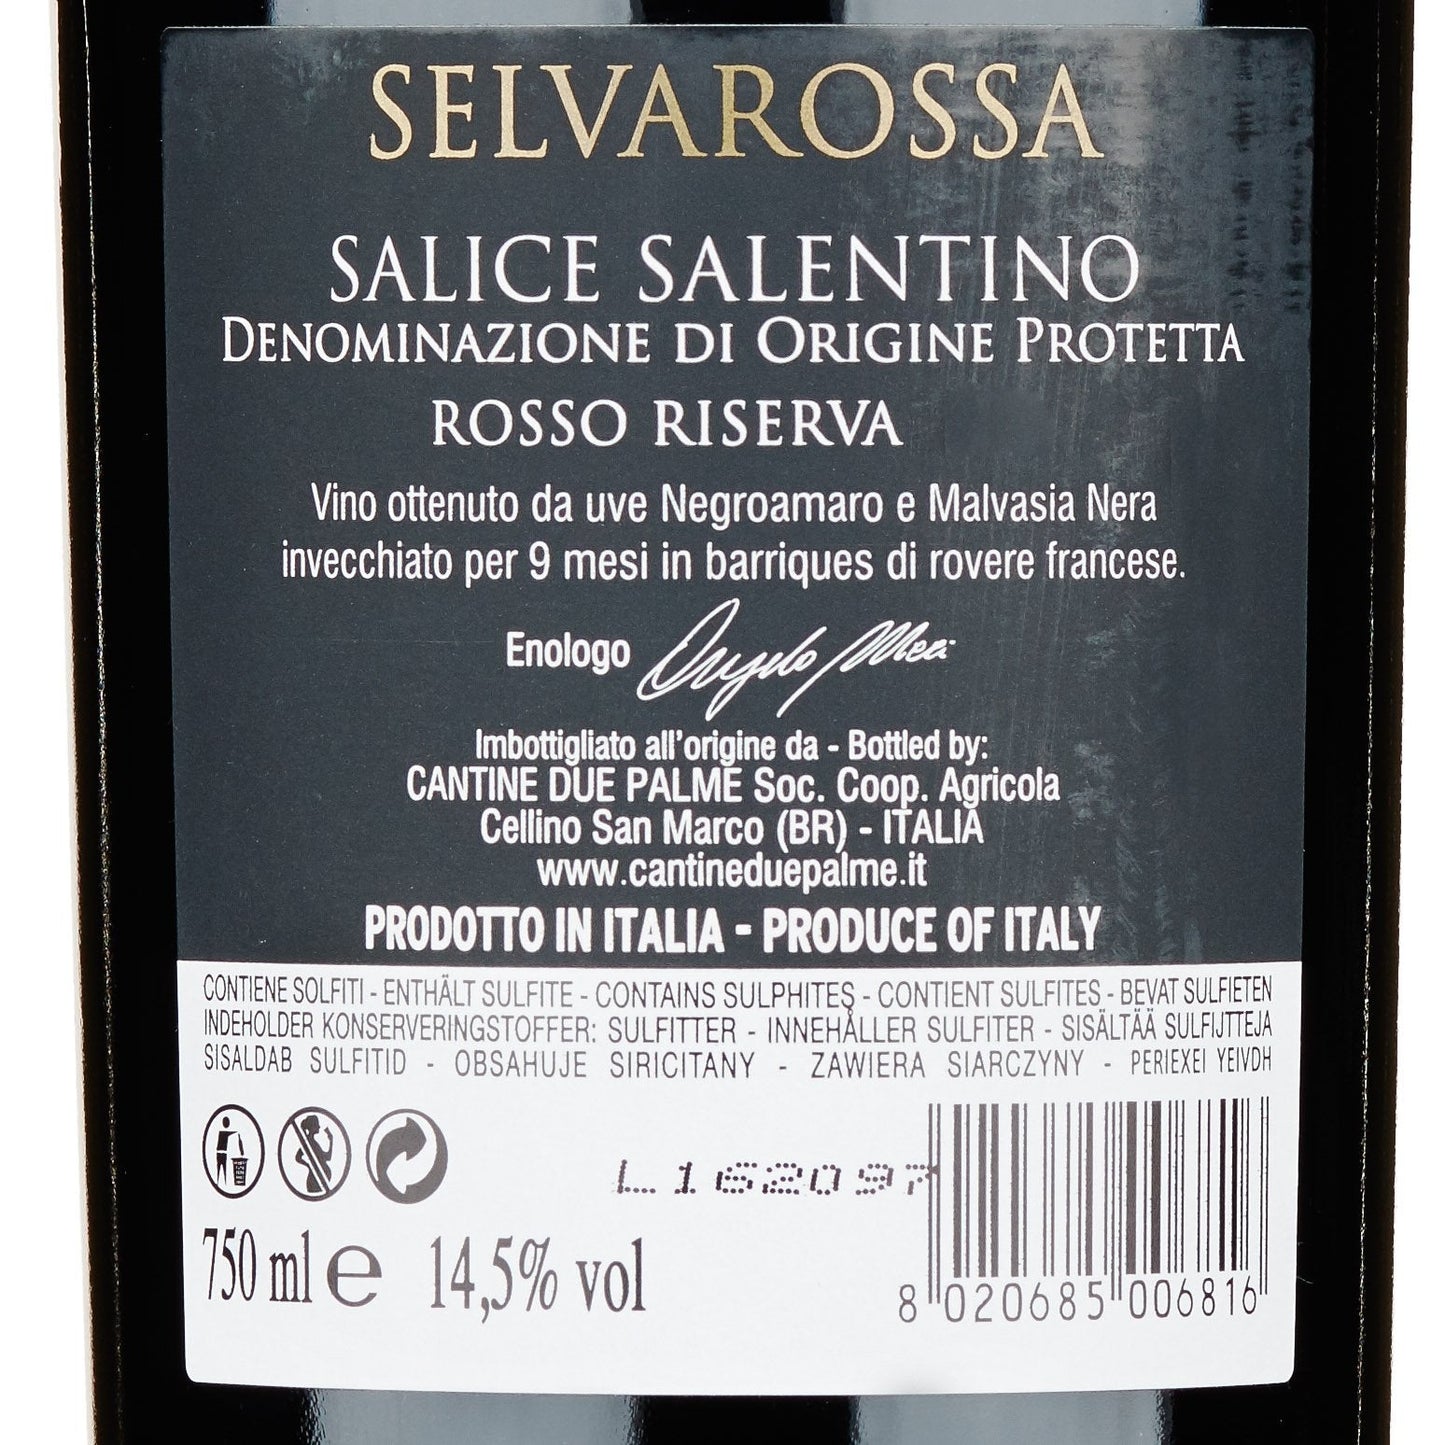 SELVAROSSA
SALICE SALENTINO
DENOMINAZIONE DI ORIGINE PROTETTA
ROSSO RISERVA
Vino ottenuto da uve Negroamaro e Malvasia Nera
invecchiato per 9 mesi in barriques di rovere francese.
Enologo Angelo Maci
Imbottigliato all'origine da - Bottled by:
CANTINE DUE PALME Soc. Coop. Agricola
Cellino San Marco (BR) - ITALIA
www.cantineduepalme.it
PRODOTTO IN ITALIA - PRODUCE OF ITALY
CONTIENE SOLFITI - ENTHÄLT SULFITE - CONTAINS SULPHITES - CONTIENT SULFITES - BEVAT SULFIETEN
INDEHOLDER KONSERVERINGSTOFFER: SULFITTER - INNEHÅLLER SULFITER - SISÄLTÄÄ SULFIJTTEJA
SISALDAB SULFITID - OBSAHUJE SIRICITANY - ZAWIERA SIARCZYNY - PERIEXEI YEIVDH
L162097
750 ml e 14,5% vol
8 020685 006816